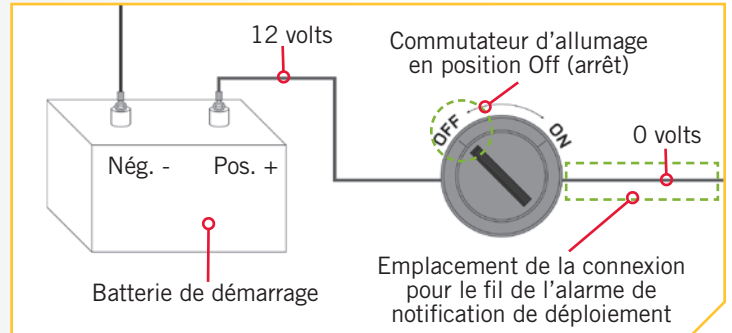 12 volts
Commutateur d'allumage
en position Off (arrêt)
OFF
ON
0 volts
Nég. -
Pos. +
Batterie de démarrage
Emplacement de la connexion
pour le fil de l'alarme de
notification de déploiement